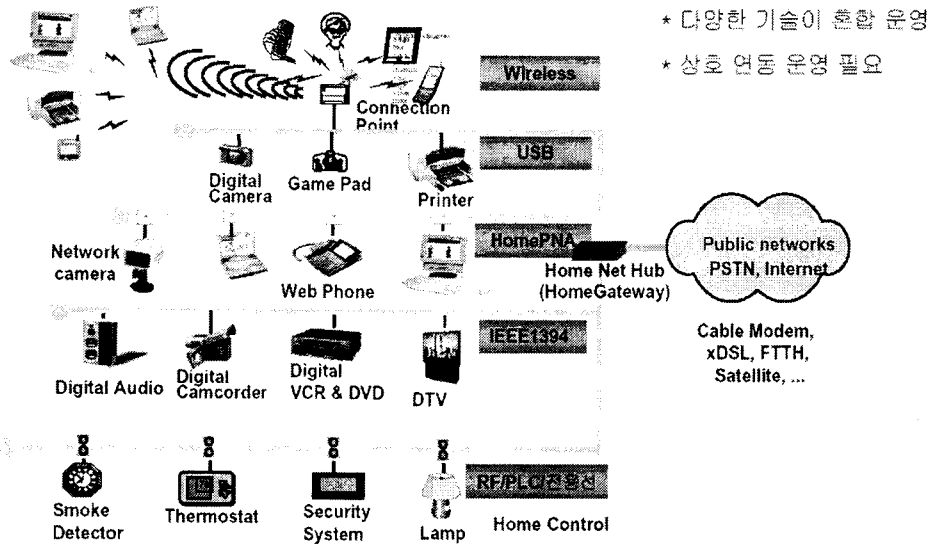 * 다양한 기술이 혼합 운영
* 상호 연동 운영 필요
Wireless
Connection
Point
USB
Digital
Camera
Game Pad
Printer
HomePNA
Network
camera
Web Phone
Home Net Hub
(HomeGateway)
Public networks
PSTN, Internet
Cable Modem,
xDSL, FTTH,
Satellite, ...
IEEE1394
Digital Audio
Digital
Camcorder
Digital
VCR & DVD
DTV
RF/PLC/전용선
Smoke
Detector
Thermostat
Security
System
Lamp
Home Control